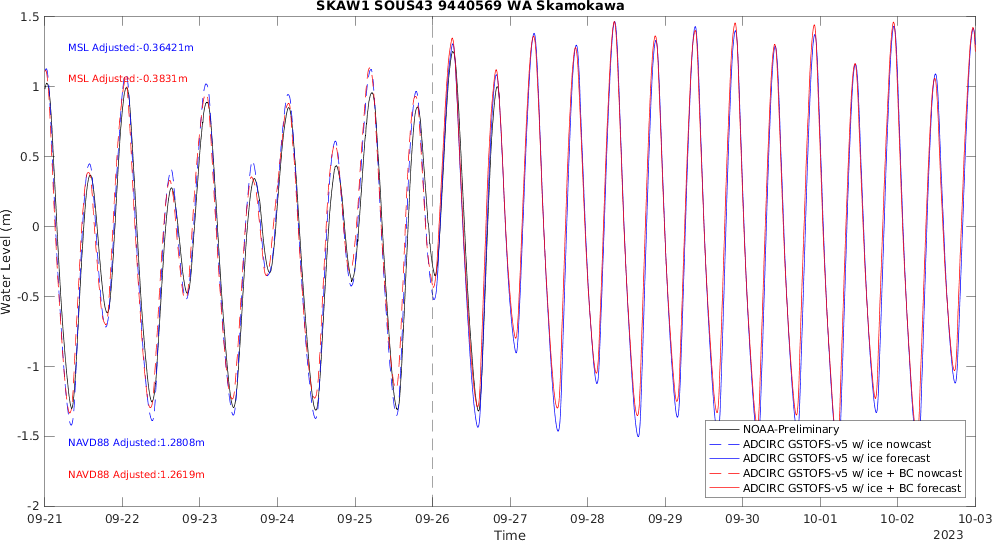 SKAW1 SOUS43 9440569 WA Skamokawa
MSL Adjusted:-0.36421m
MSL Adjusted:-0.3831m
NAVD88 Adjusted:1.2808m
NAVD88 Adjusted:1.2619m
Water Level (m)
1.5
1
0.5
0
-0.5
-1
-1.5
-2
NOAA-Preliminary
ADCIRC GSTOFS-v5 w/ ice nowcast
ADCIRC GSTOFS-v5 w/ ice forecast
ADCIRC GSTOFS-v5 w/ ice + BC nowcast
ADCIRC GSTOFS-v5 w/ ice + BC forecast
09-21 09-22 09-23 09-24 09-25 09-26 09-27 09-28 09-29 09-30 10-01 10-02 10-03
Time
2023